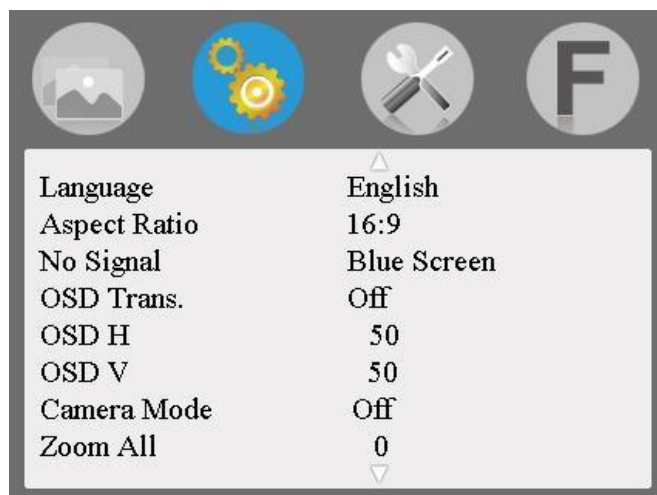 F
Language English
Aspect Ratio 16:9
No Signal Blue Screen
OSD Trans. Off
OSD H 50
OSD V 50
Camera Mode Off
Zoom All 0